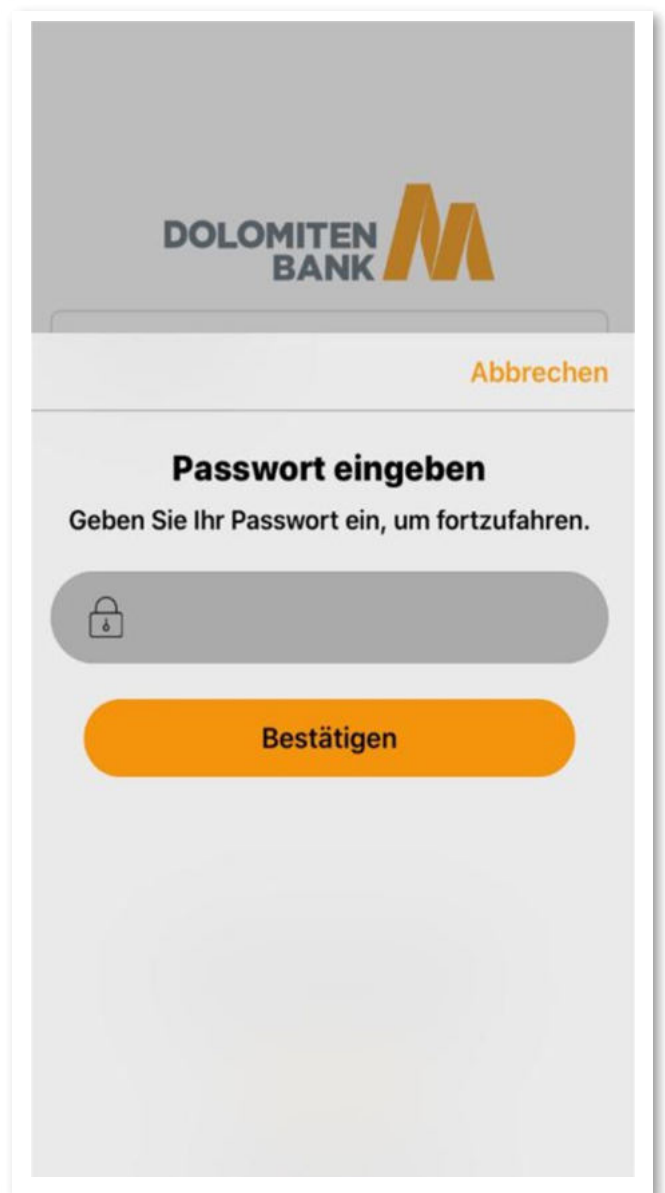 DOLOMITEN
BANK
Abbrechen
Passwort eingeben
Geben Sie Ihr Passwort ein, um fortzufahren.
Bestätigen